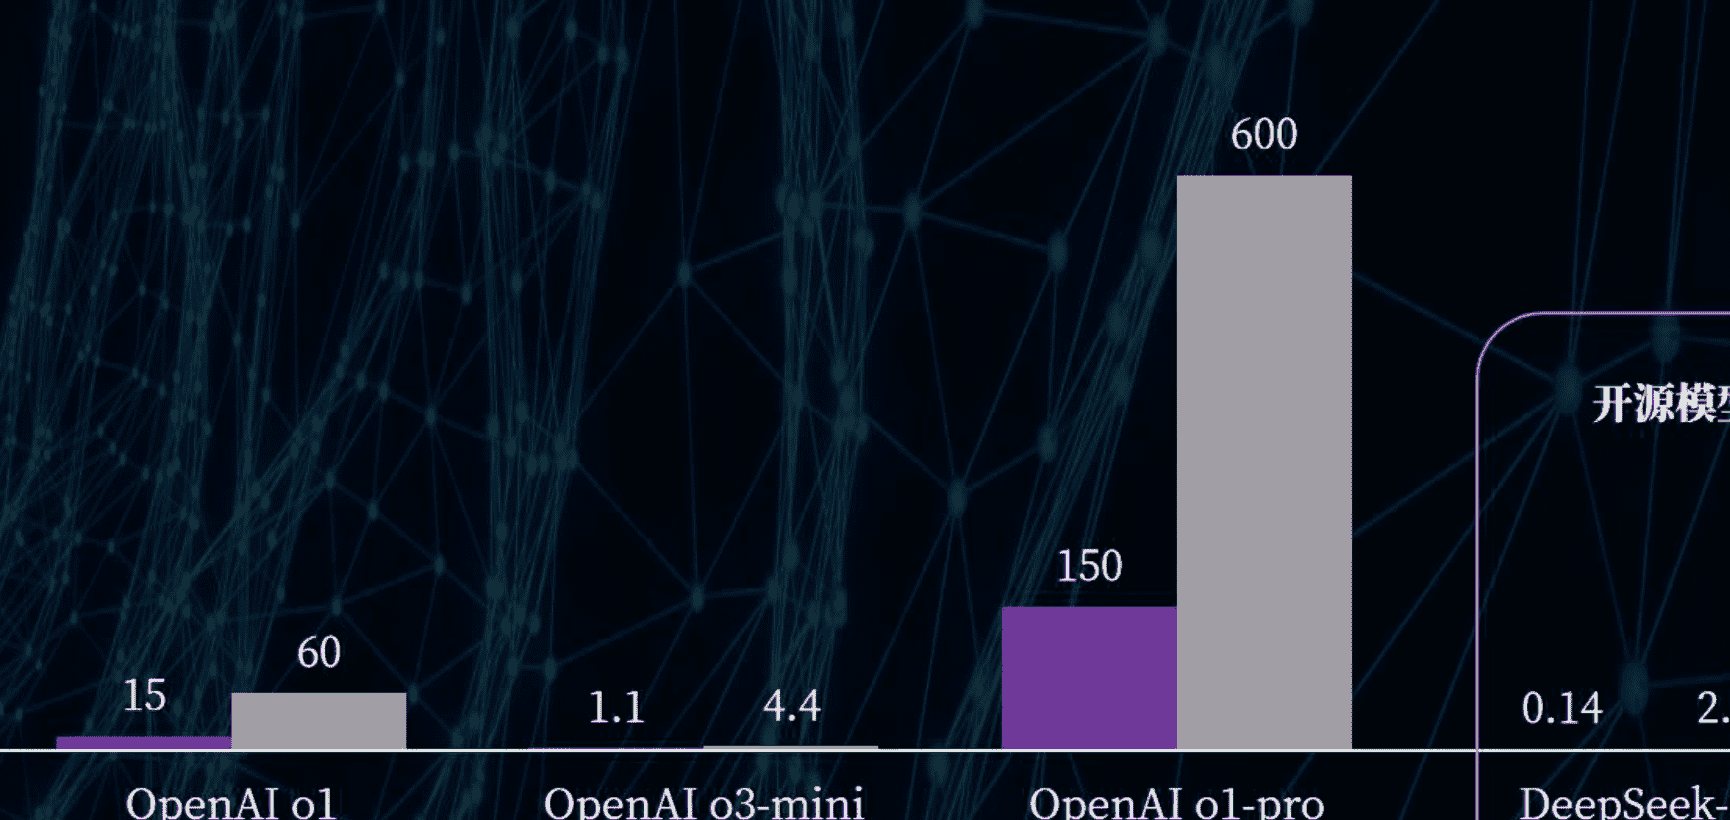 600
开源模
150
60
15
1.1
4.4
0.14
2.
OpenAI o1
OpenAI o3-mini
OpenAI o1-pro
DeepSeek-